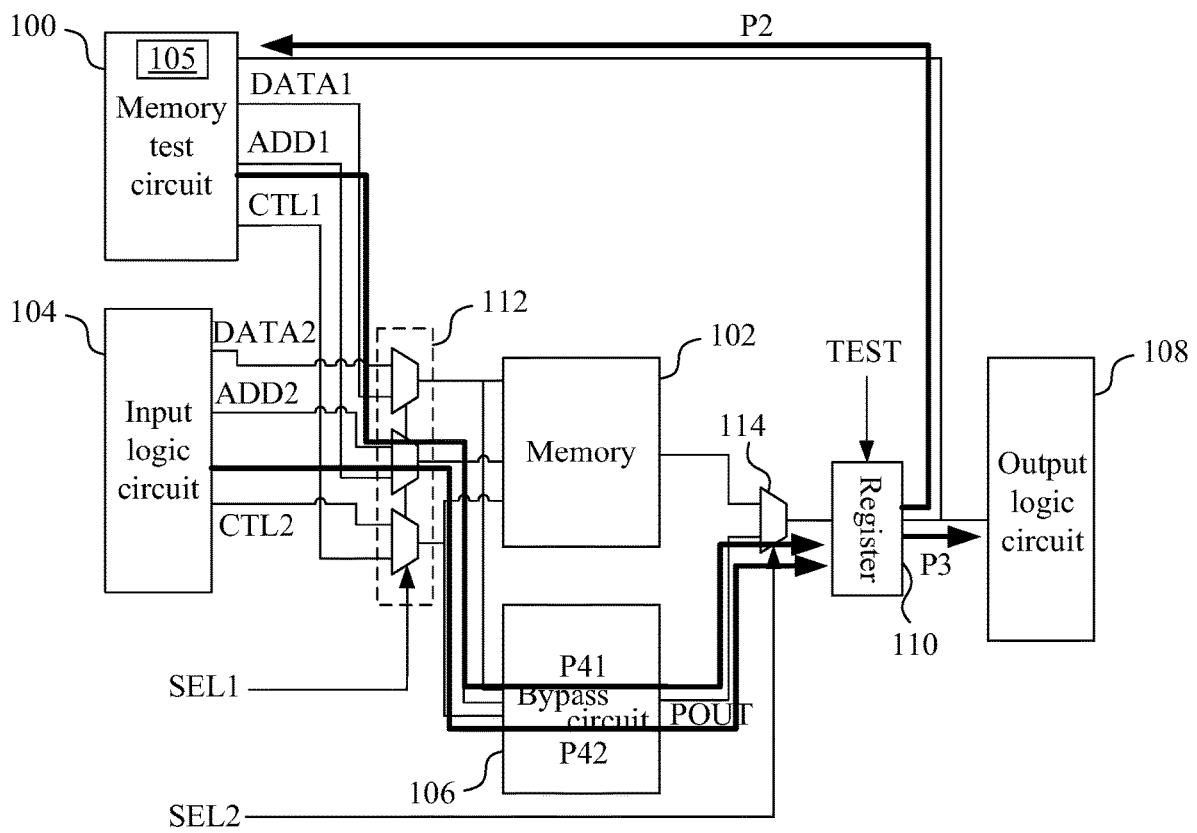 100
105
Memory
test
circuit
DATA1
ADD1
CTL1
P2
104
Input
logic
circuit
DATA2
ADD2
CTL2
112
102
Memory
114
TEST
Register
110
P3
108
Output
logic
circuit
P41
Bypass
circuit
POUT
P42
106
SEL1
SEL2